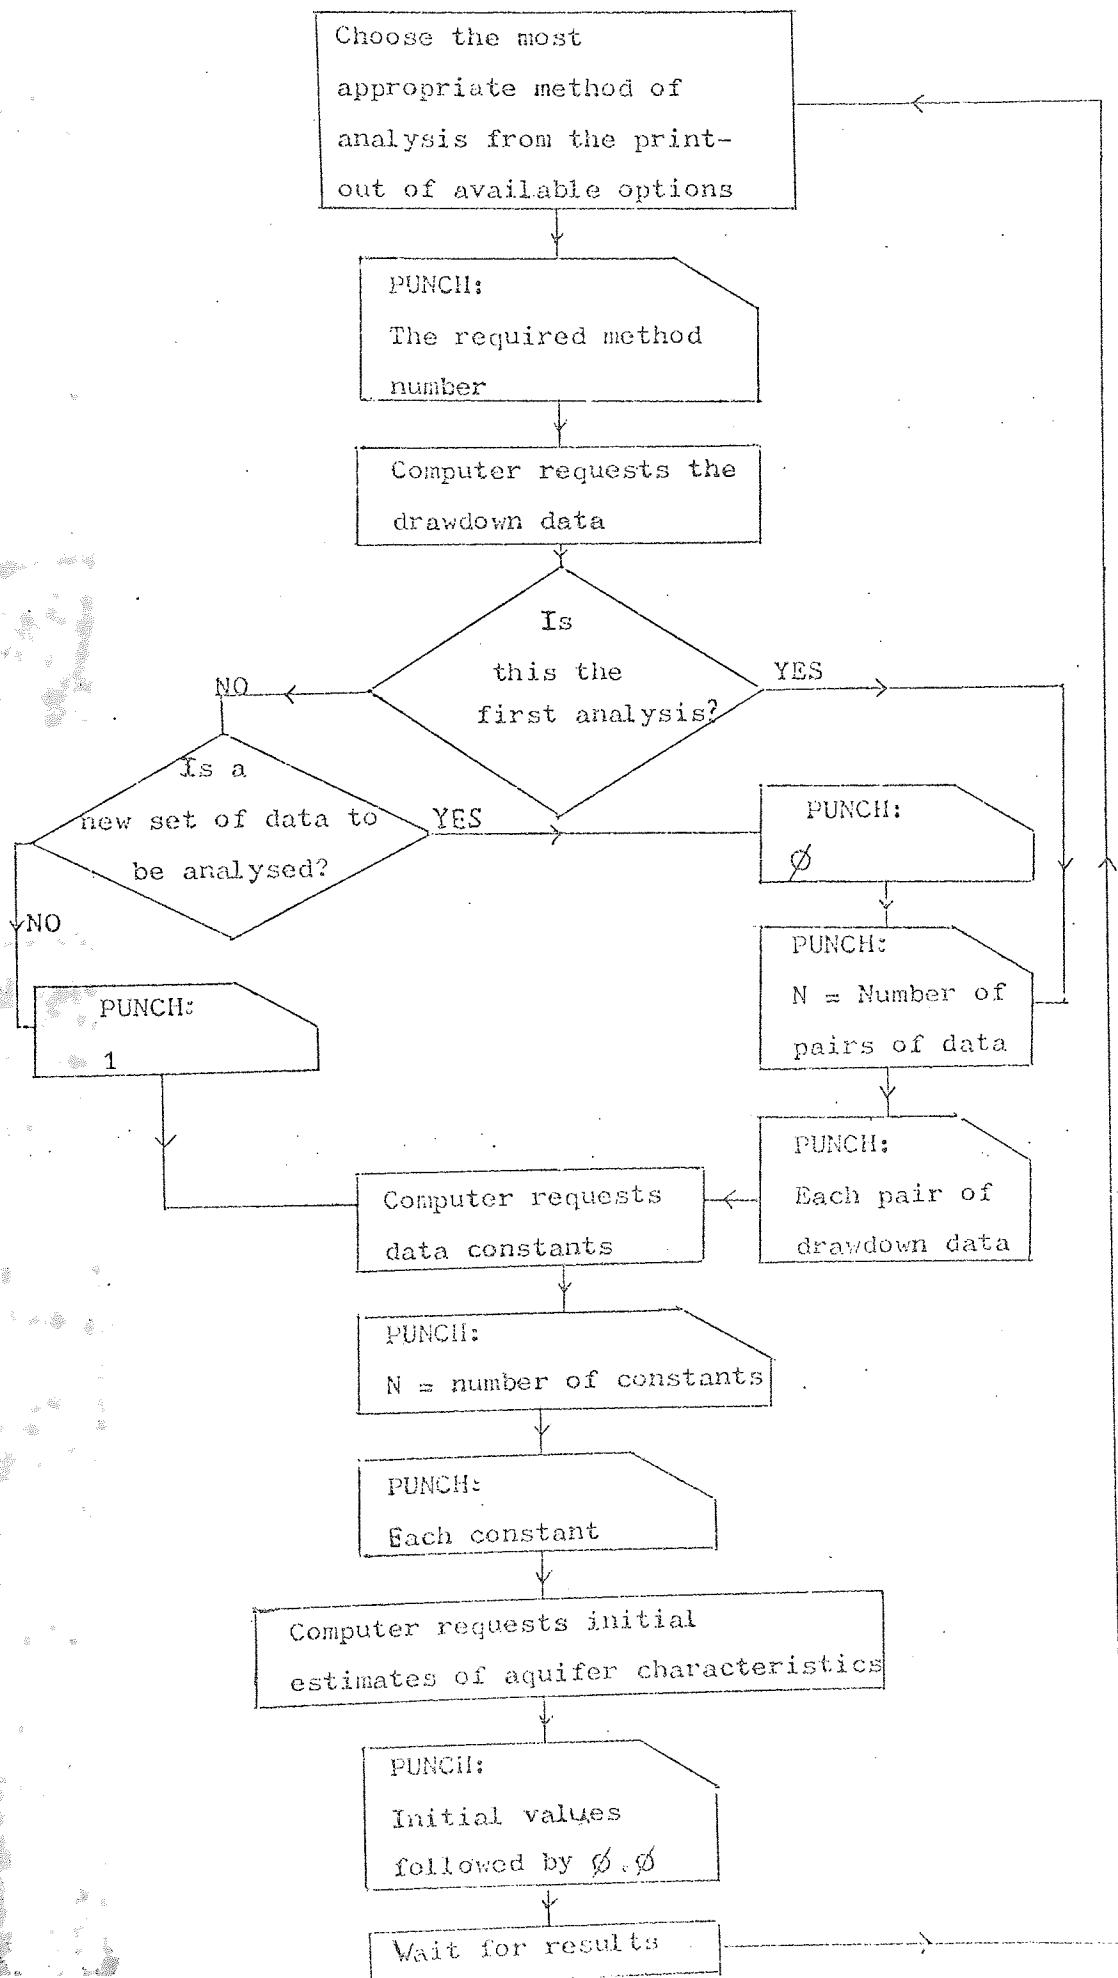 Choose the most
appropriate method of
analysis from the print-
out of available options
PUNCH:
The required method
number
Computer requests the
drawdown data
Is
this the
first analysis?
YES
NO
Is a
new set of data to
be analysed?
YES
NO
PUNCH:
Ø
PUNCH:
N = Number of
pairs of data
PUNCH:
1
PUNCH:
Each pair of
drawdown data
Computer requests
data constants
PUNCH:
N = number of constants
PUNCH:
Each constant
Computer requests initial
estimates of aquifer characteristics
PUNCH:
Initial values
followed by Ø.Ø
Wait for results